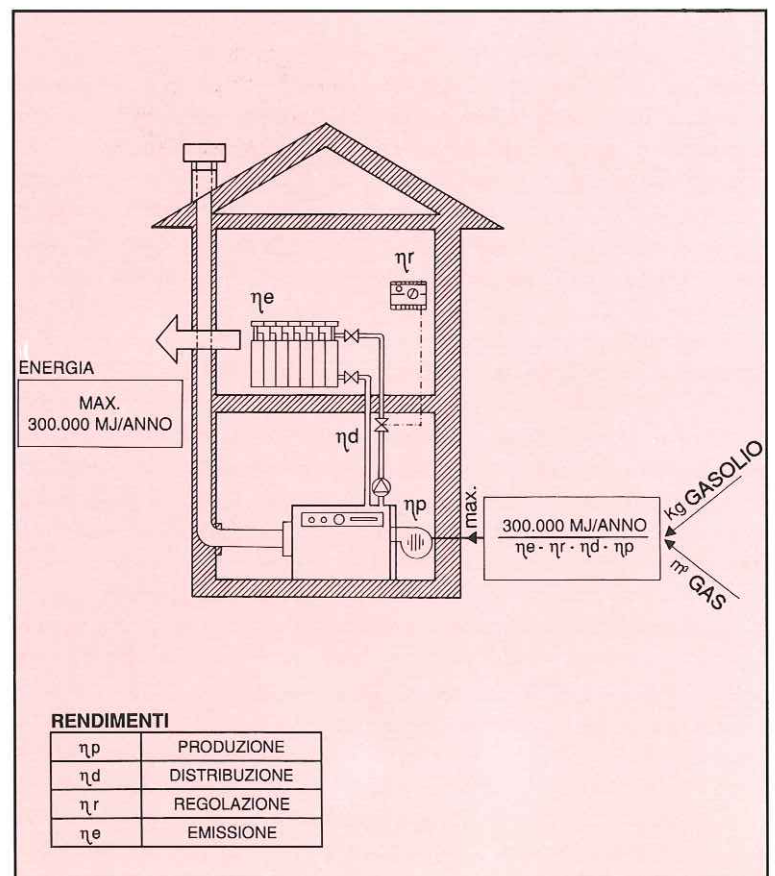 ηr
ηe
ENERGIA
MAX.
300.000 MJ/ANNO
ηd
ηp
max.
300.000 MJ/ANNO
ηe - ηr · ηd · ηp
Kg GASOLIO
m³ GAS
RENDIMENTI
ηp PRODUZIONE
ηd DISTRIBUZIONE
ηr REGOLAZIONE
ηe EMISSIONE